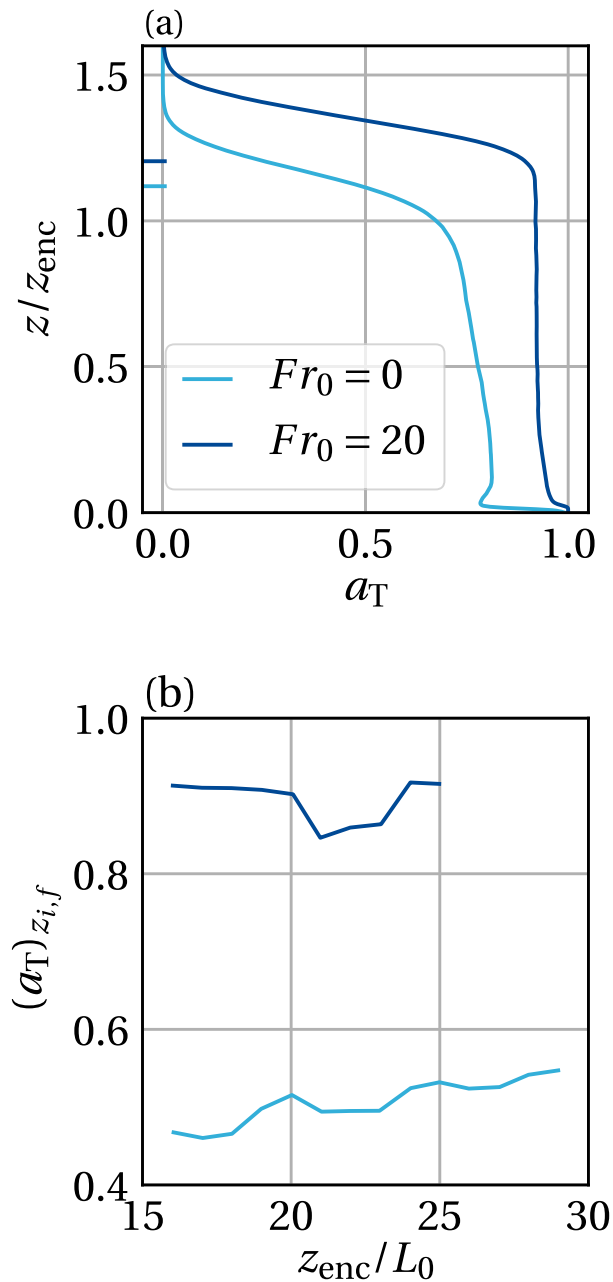 (a)
1.5
1.0
0.5
0.0
z/z_enc
Fr_0 = 0
Fr_0 = 20
0.0 0.5 1.0
a_T
(b)
1.0
0.8
0.6
0.4
(a_T)_{z_{i,f}}
15 20 25 30
z_enc/L_0